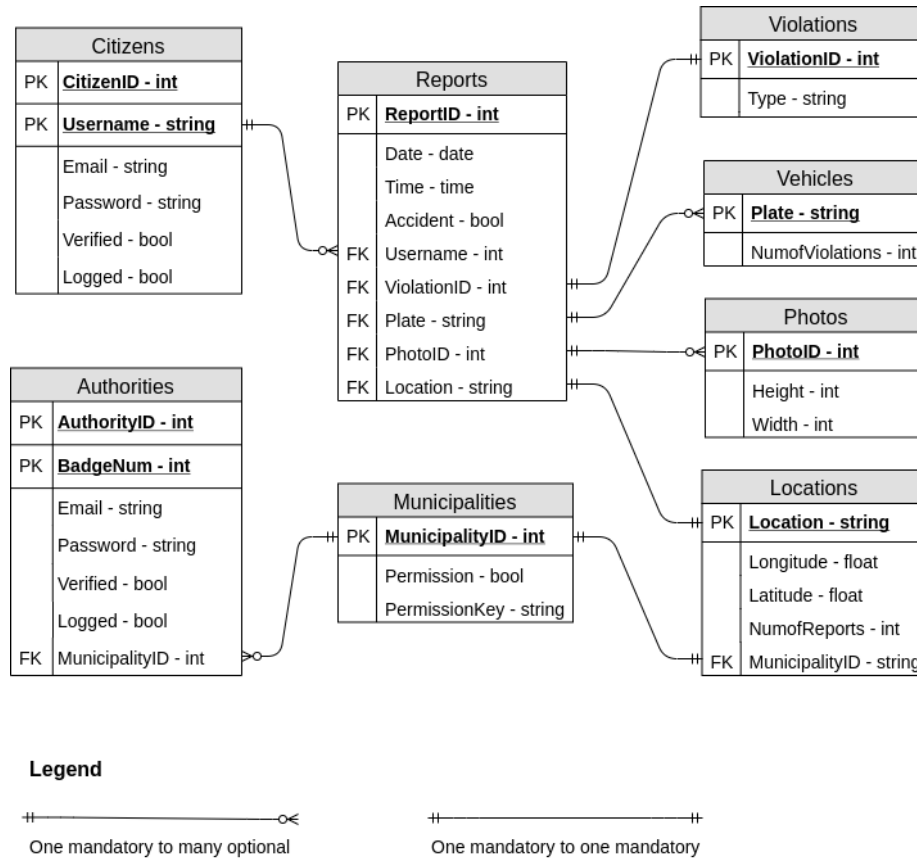 Citizens
PK CitizenID - int
PK Username - string
Email - string
Password - string
Verified - bool
Logged - bool
Reports
PK ReportID - int
Date - date
Time - time
Accident - bool
FK Username - int
FK ViolationID - int
FK Plate - string
FK PhotoID - int
FK Location - string
Violations
PK ViolationID - int
Type - string
Vehicles
PK Plate - string
NumofViolations - int
Photos
PK PhotoID - int
Height - int
Width - int
Authorities
PK AuthorityID - int
PK BadgeNum - int
Email - string
Password - string
Verified - bool
Logged - bool
FK MunicipalityID - int
Municipalities
PK MunicipalityID - int
Permission - bool
PermissionKey - string
Locations
PK Location - string
Longitude - float
Latitude - float
NumofReports - int
FK MunicipalityID - string
Legend
One mandatory to many optional
One mandatory to one mandatory